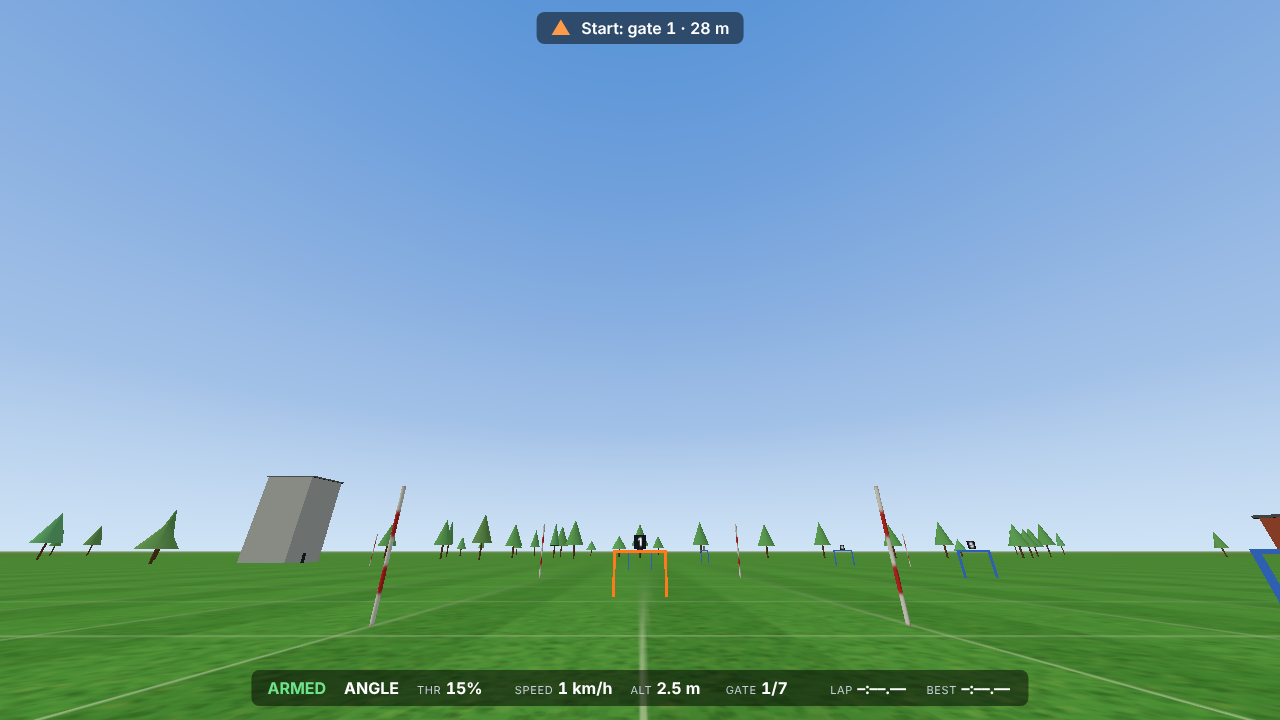 Start: gate 1 · 28 m
1
ARMED ANGLE THR 15% SPEED 1 km/h ALT 2.5 m GATE 1/7 LAP –:––.–– BEST –:––.––